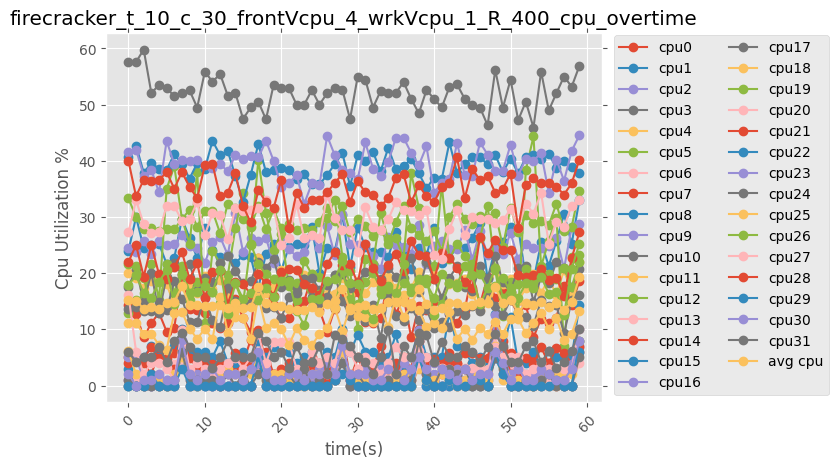 firecracker_t_10_c_30_frontVcpu_4_wrkVcpu_1_R_400_cpu_overtime
Cpu Utilization %
60
50
40
30
20
10
0
0
10
20
30
40
50
60
time(s)
cpu0
cpu1
cpu2
cpu3
cpu4
cpu5
cpu6
cpu7
cpu8
cpu9
cpu10
cpu11
cpu12
cpu13
cpu14
cpu15
cpu16
cpu17
cpu18
cpu19
cpu20
cpu21
cpu22
cpu23
cpu24
cpu25
cpu26
cpu27
cpu28
cpu29
cpu30
cpu31
avg cpu